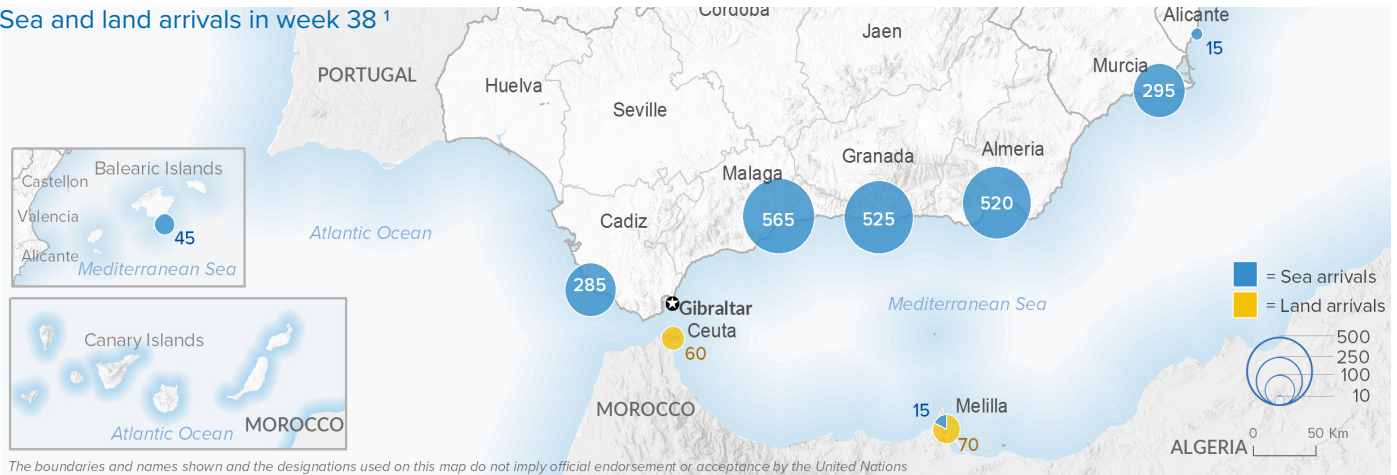 Sea and land arrivals in week 38 ¹
Cordoba
Alicante
15
Jaen
PORTUGAL
Huelva
Murcia
295
Seville
Granada
Almeria
Malaga
565
525
520
Cadiz
285
Balearic Islands
Castellon
Valencia
Alicante
45
Mediterranean Sea
Atlantic Ocean
Gibraltar
Ceuta
60
Mediterranean Sea
= Sea arrivals
= Land arrivals
500
250
100
10
Canary Islands
MOROCCO
Atlantic Ocean
MOROCCO
15
Melilla
70
ALGERIA
0 50 Km
The boundaries and names shown and the designations used on this map do not imply official endorsement or acceptance by the United Nations